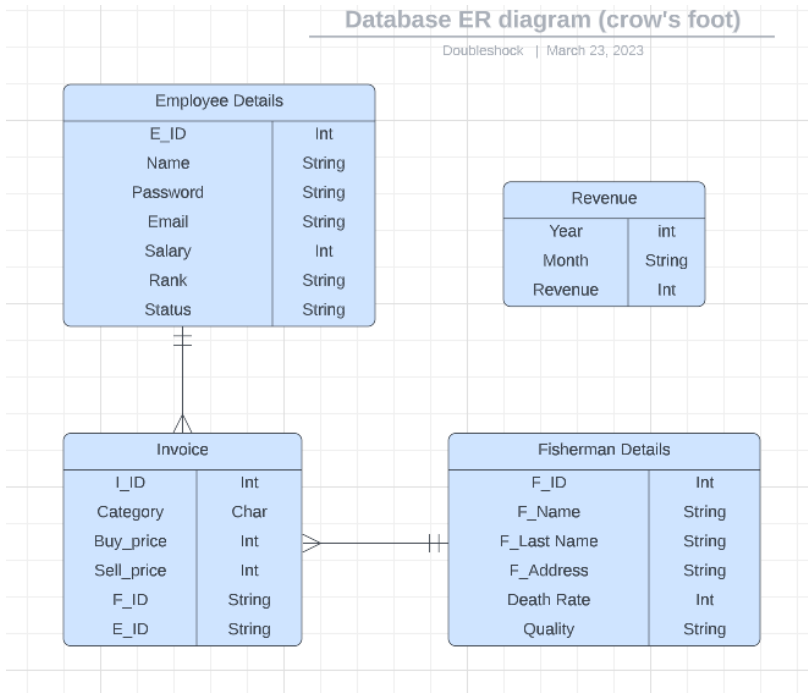 Database ER diagram (crow's foot)
Doubleshock | March 23, 2023
Employee Details
E_ID Int
Name String
Password String
Email String
Salary Int
Rank String
Status String
Revenue
Year int
Month String
Revenue Int
Invoice
I_ID Int
Category Char
Buy_price Int
Sell_price Int
F_ID String
E_ID String
Fisherman Details
F_ID Int
F_Name String
F_Last Name String
F_Address String
Death Rate Int
Quality String